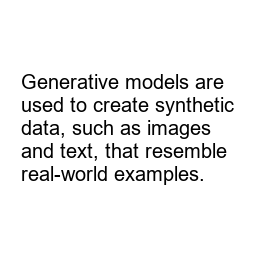 Generative models are
used to create synthetic
data, such as images
and text, that resemble
real-world examples.